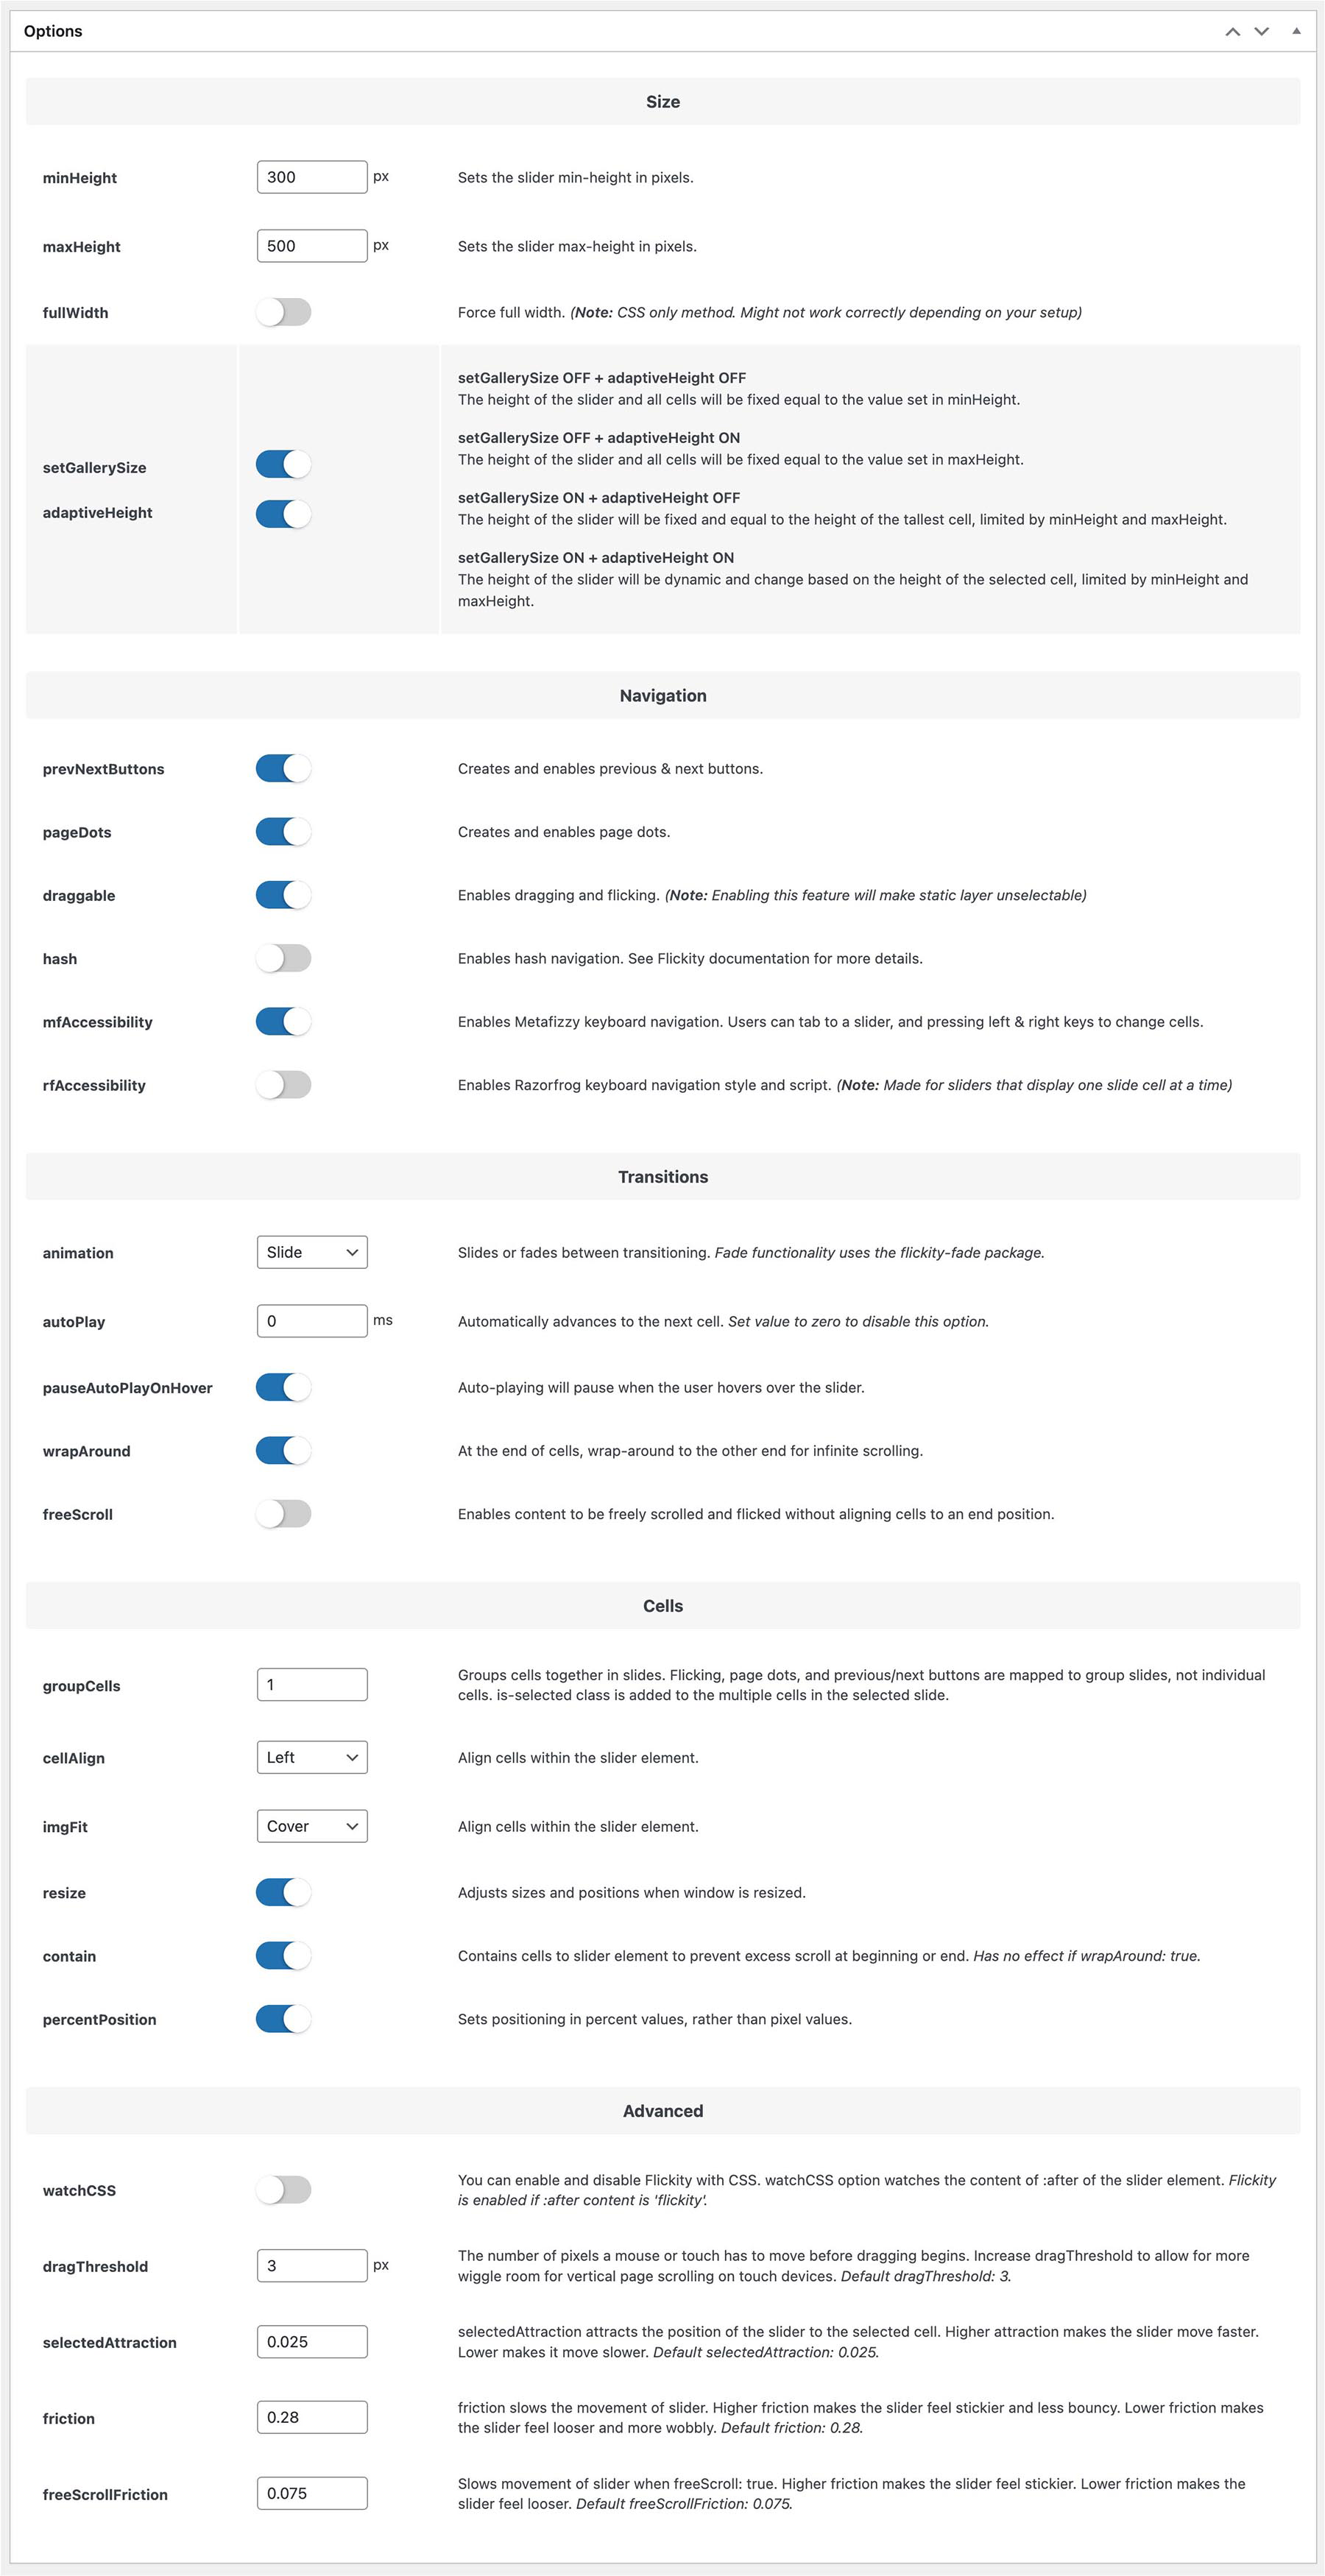 Options
Size
minHeight 300 px Sets the slider min-height in pixels.
maxHeight 500 px Sets the slider max-height in pixels.
fullWidth Force full width. (Note: CSS only method. Might not work correctly depending on your setup)
setGallerySize
adaptiveHeight
setGallerySize OFF + adaptiveHeight OFF
The height of the slider and all cells will be fixed equal to the value set in minHeight.
setGallerySize OFF + adaptiveHeight ON
The height of the slider and all cells will be fixed equal to the value set in maxHeight.
setGallerySize ON + adaptiveHeight OFF
The height of the slider will be fixed and equal to the height of the tallest cell, limited by minHeight and maxHeight.
setGallerySize ON + adaptiveHeight ON
The height of the slider will be dynamic and change based on the height of the selected cell, limited by minHeight and
maxHeight.
Navigation
prevNextButtons Creates and enables previous & next buttons.
pageDots Creates and enables page dots.
draggable Enables dragging and flicking. (Note: Enabling this feature will make static layer unselectable)
hash Enables hash navigation. See Flickity documentation for more details.
mfAccessibility Enables Metafizzy keyboard navigation. Users can tab to a slider, and pressing left & right keys to change cells.
rfAccessibility Enables Razorfrog keyboard navigation style and script. (Note: Made for sliders that display one slide cell at a time)
Transitions
animation Slide Slides or fades between transitioning. Fade functionality uses the flickity-fade package.
autoPlay 0 ms Automatically advances to the next cell. Set value to zero to disable this option.
pauseAutoPlayOnHover Auto-playing will pause when the user hovers over the slider.
wrapAround At the end of cells, wrap-around to the other end for infinite scrolling.
freeScroll Enables content to be freely scrolled and flicked without aligning cells to an end position.
Cells
groupCells 1 Groups cells together in slides. Flicking, page dots, and previous/next buttons are mapped to group slides, not individual
cells. is-selected class is added to the multiple cells in the selected slide.
cellAlign Left Align cells within the slider element.
imgFit Cover Align cells within the slider element.
resize Adjusts sizes and positions when window is resized.
contain Contains cells to slider element to prevent excess scroll at beginning or end. Has no effect if wrapAround: true.
percentPosition Sets positioning in percent values, rather than pixel values.
Advanced
watchCSS You can enable and disable Flickity with CSS. watchCSS option watches the content of :after of the slider element. Flickity
is enabled if :after content is 'flickity'.
dragThreshold 3 px The number of pixels a mouse or touch has to move before dragging begins. Increase dragThreshold to allow for more
wiggle room for vertical page scrolling on touch devices. Default dragThreshold: 3.
selectedAttraction 0.025 selectedAttraction attracts the position of the slider to the selected cell. Higher attraction makes the slider move faster.
Lower makes it move slower. Default selectedAttraction: 0.025.
friction 0.28 friction slows the movement of slider. Higher friction makes the slider feel stickier and less bouncy. Lower friction makes
the slider feel looser and more wobbly. Default friction: 0.28.
freeScrollFriction 0.075 Slows movement of slider when freeScroll: true. Higher friction makes the slider feel stickier. Lower friction makes the
slider feel looser. Default freeScrollFriction: 0.075.